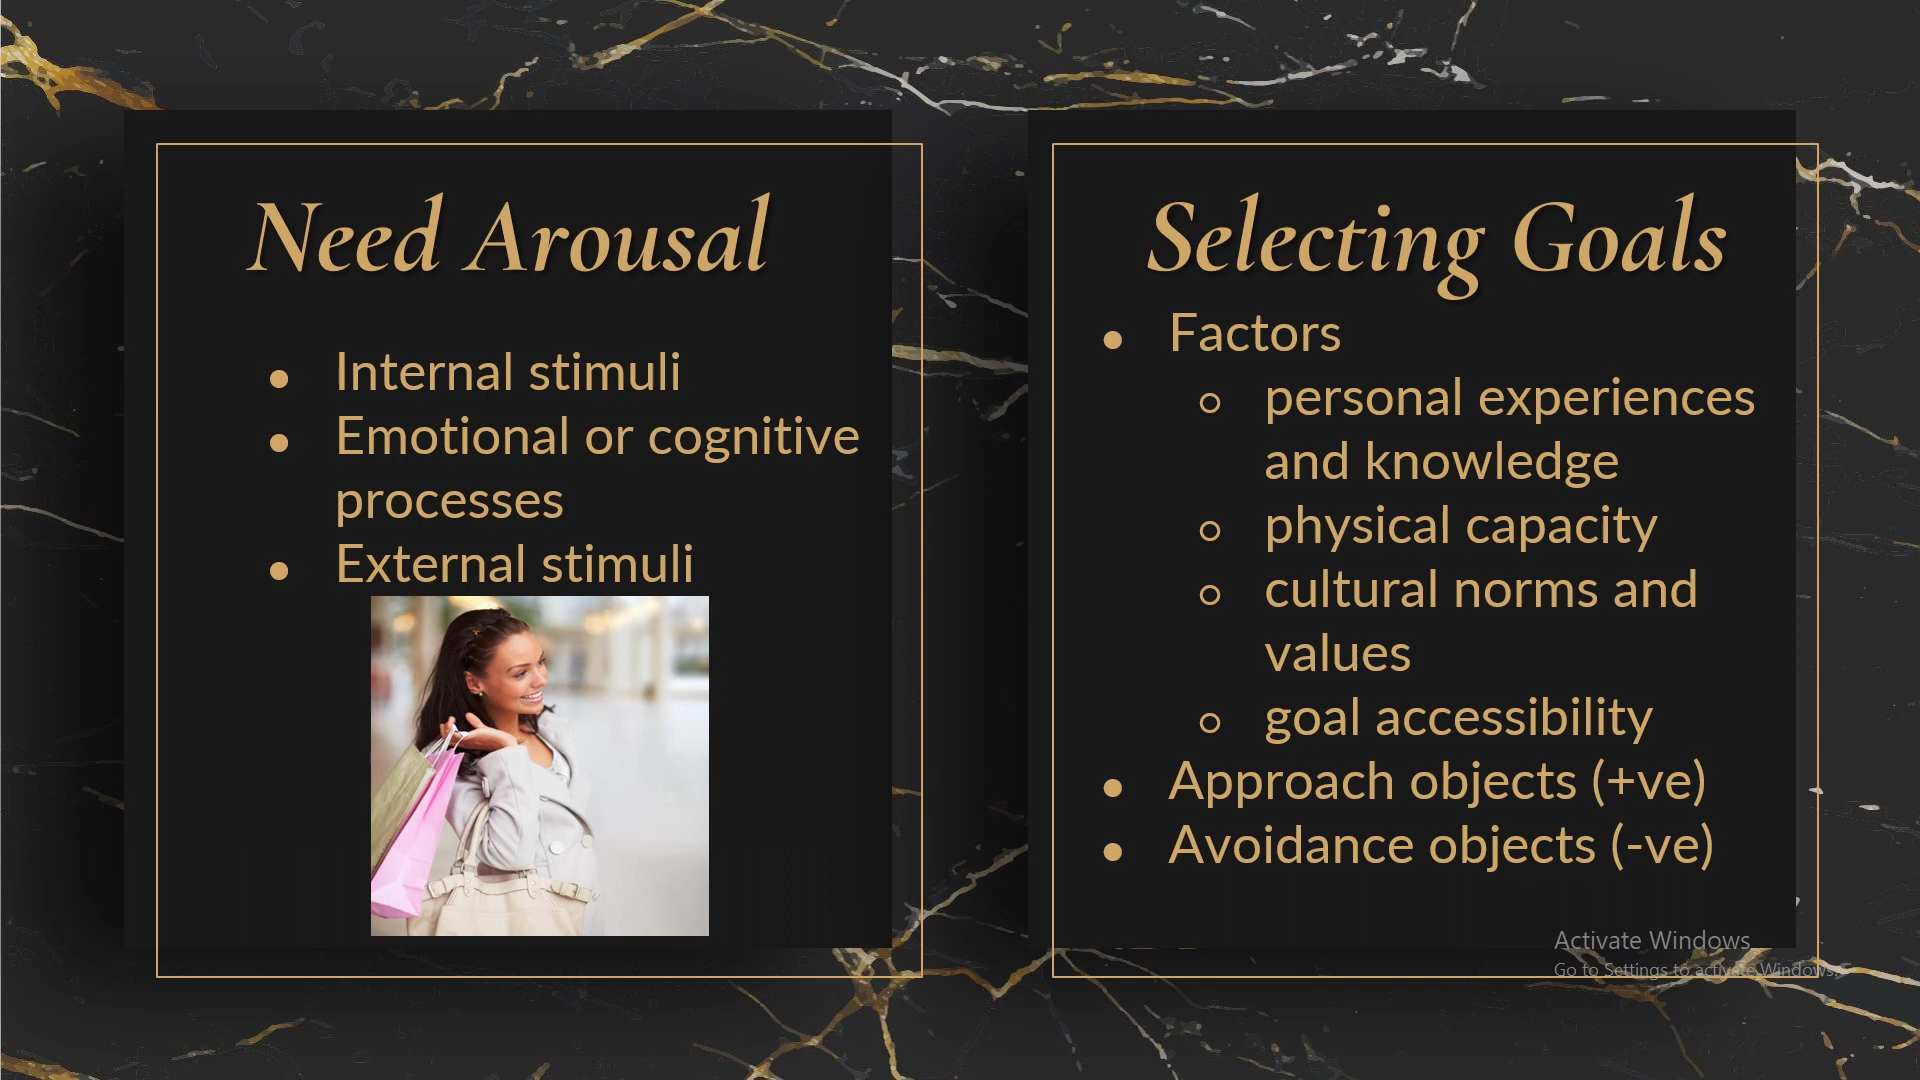 Need Arousal
Internal stimuli
Emotional or cognitive
processes
External stimuli
Selecting Goals
Factors
personal experiences
and knowledge
physical capacity
cultural norms and
values
goal accessibility
Approach objects (+ve)
Avoidance objects (-ve)
Activate Windows
Go to Settings to activate Windows.